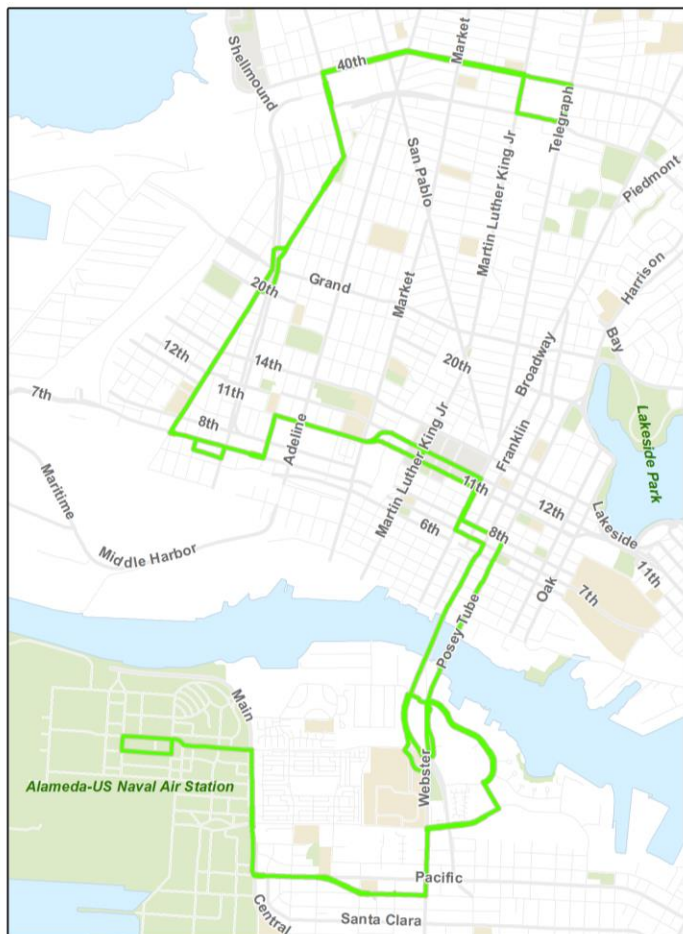 Market
Shellmound
40th
Telegraph
San Pablo
Martin Luther King Jr
Piedmont
Harrison
Grand
20th
Market
Bay
12th
14th
20th
Broadway
11th
7th
8th
Adeline
Martin Luther King Jr
Franklin
Lakeside Park
11th
12th
Lakeside
Maritime
6th
8th
11th
Middle Harbor
Oak
7th
Posey Tube
Main
Alameda-US Naval Air Station
Webster
Pacific
Central
Santa Clara